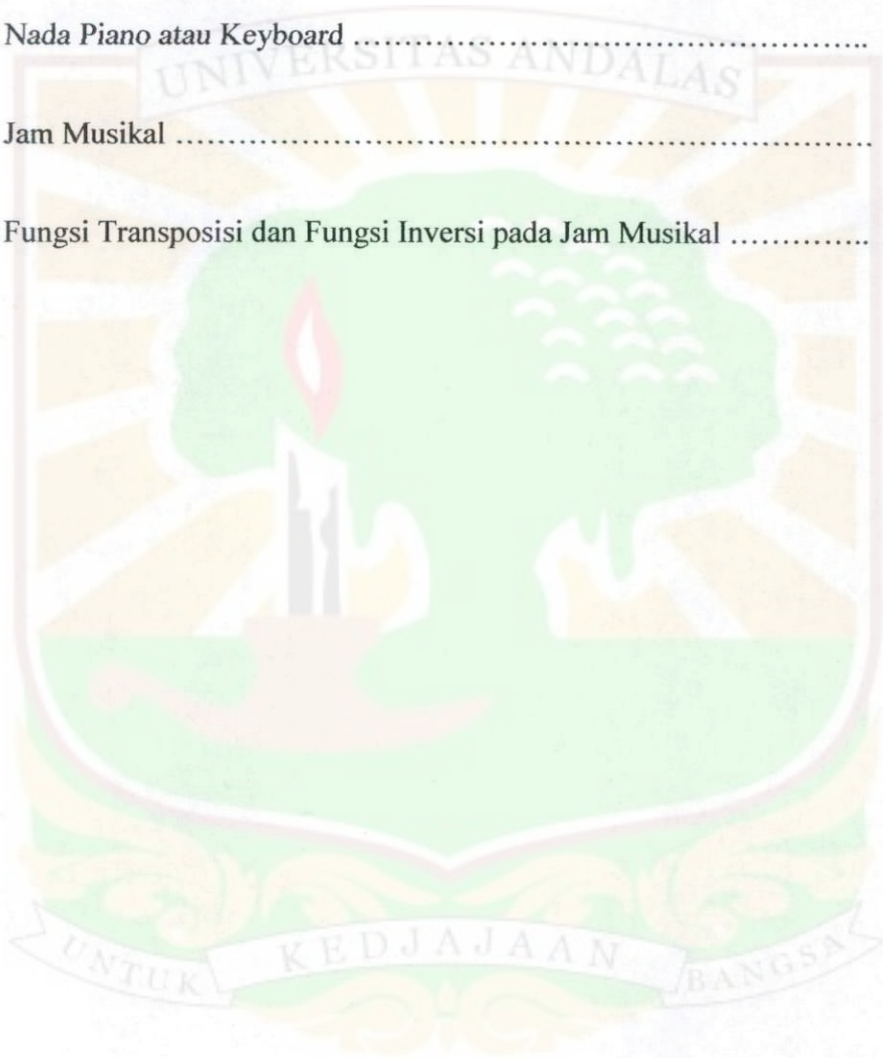 Nada Piano atau Keyboard ……………………………………………..
UNIVERSITAS ANDALAS
Jam Musikal ………………………………………………………………
Fungsi Transposisi dan Fungsi Inversi pada Jam Musikal …………..
UNTUK KEDJAJAAN BANGSA